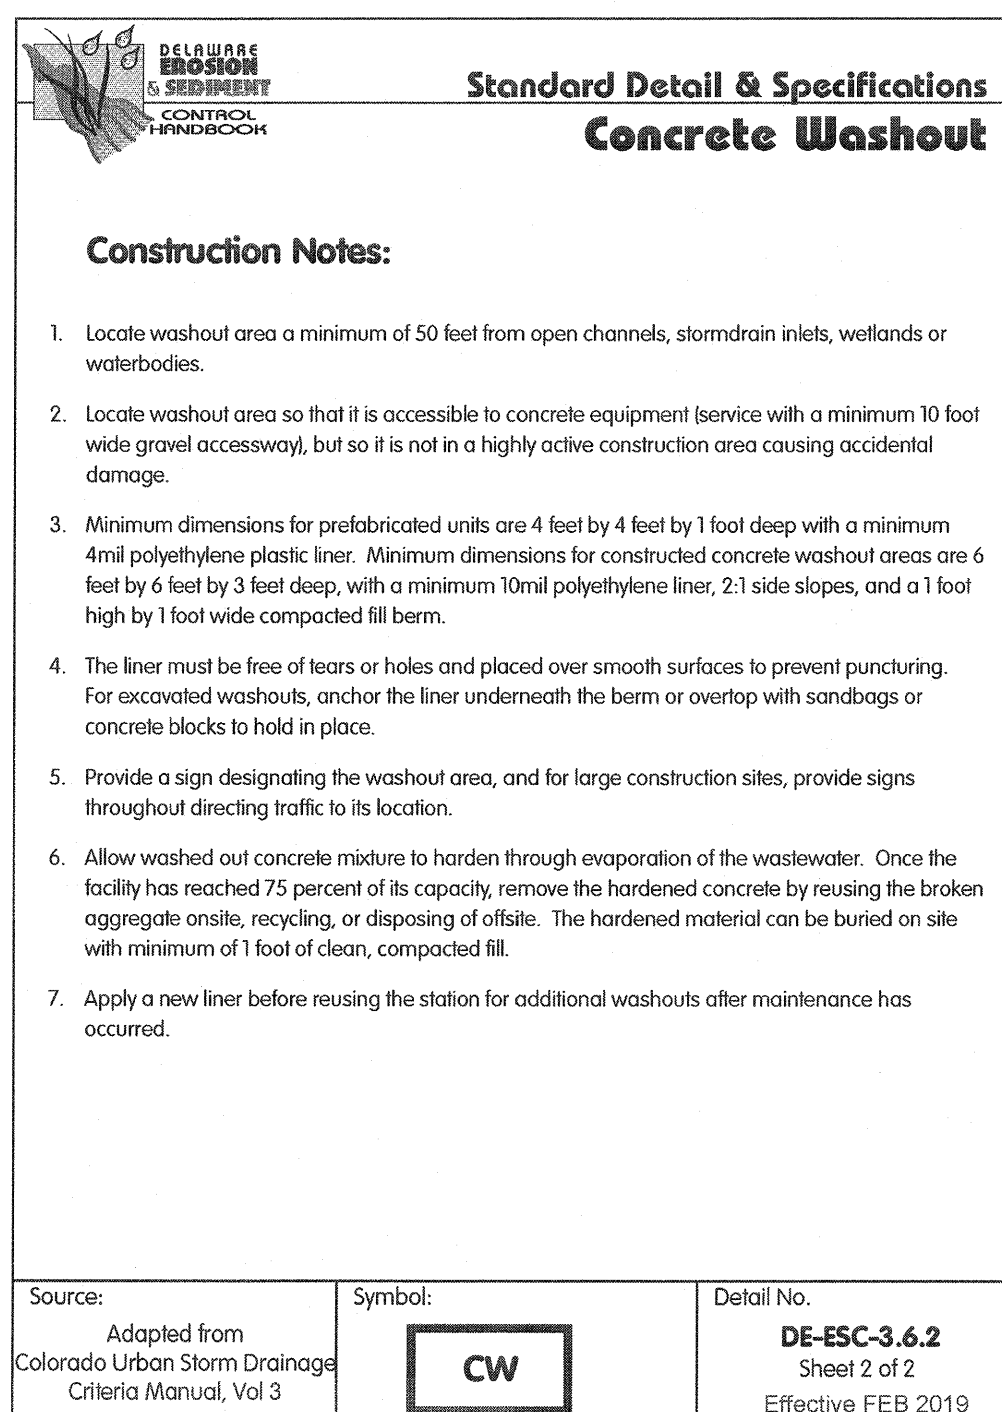 DELAWARE
EROSION
& SEDIMENT
CONTROL
HANDBOOK
Standard Detail & Specifications
Concrete Washout
Construction Notes:
1. Locate washout area a minimum of 50 feet from open channels, stormdrain inlets, wetlands or
waterbodies.
2. Locate washout area so that it is accessible to concrete equipment (service with a minimum 10 foot
wide gravel accessway), but so it is not in a highly active construction area causing accidental
damage.
3. Minimum dimensions for prefabricated units are 4 feet by 4 feet by 1 foot deep with a minimum
4mil polyethylene plastic liner. Minimum dimensions for constructed concrete washout areas are 6
feet by 6 feet by 3 feet deep, with a minimum 10mil polyethylene liner, 2:1 side slopes, and a 1 foot
high by 1 foot wide compacted fill berm.
4. The liner must be free of tears or holes and placed over smooth surfaces to prevent puncturing.
For excavated washouts, anchor the liner underneath the berm or overtop with sandbags or
concrete blocks to hold in place.
5. Provide a sign designating the washout area, and for large construction sites, provide signs
throughout directing traffic to its location.
6. Allow washed out concrete mixture to harden through evaporation of the wastewater. Once the
facility has reached 75 percent of its capacity, remove the hardened concrete by reusing the broken
aggregate onsite, recycling, or disposing of offsite. The hardened material can be buried on site
with minimum of 1 foot of clean, compacted fill.
7. Apply a new liner before reusing the station for additional washouts after maintenance has
occurred.
Source:
Adapted from
Colorado Urban Storm Drainage
Criteria Manual, Vol 3
Symbol:
CW
Detail No.
DE-ESC-3.6.2
Sheet 2 of 2
Effective FEB 2019